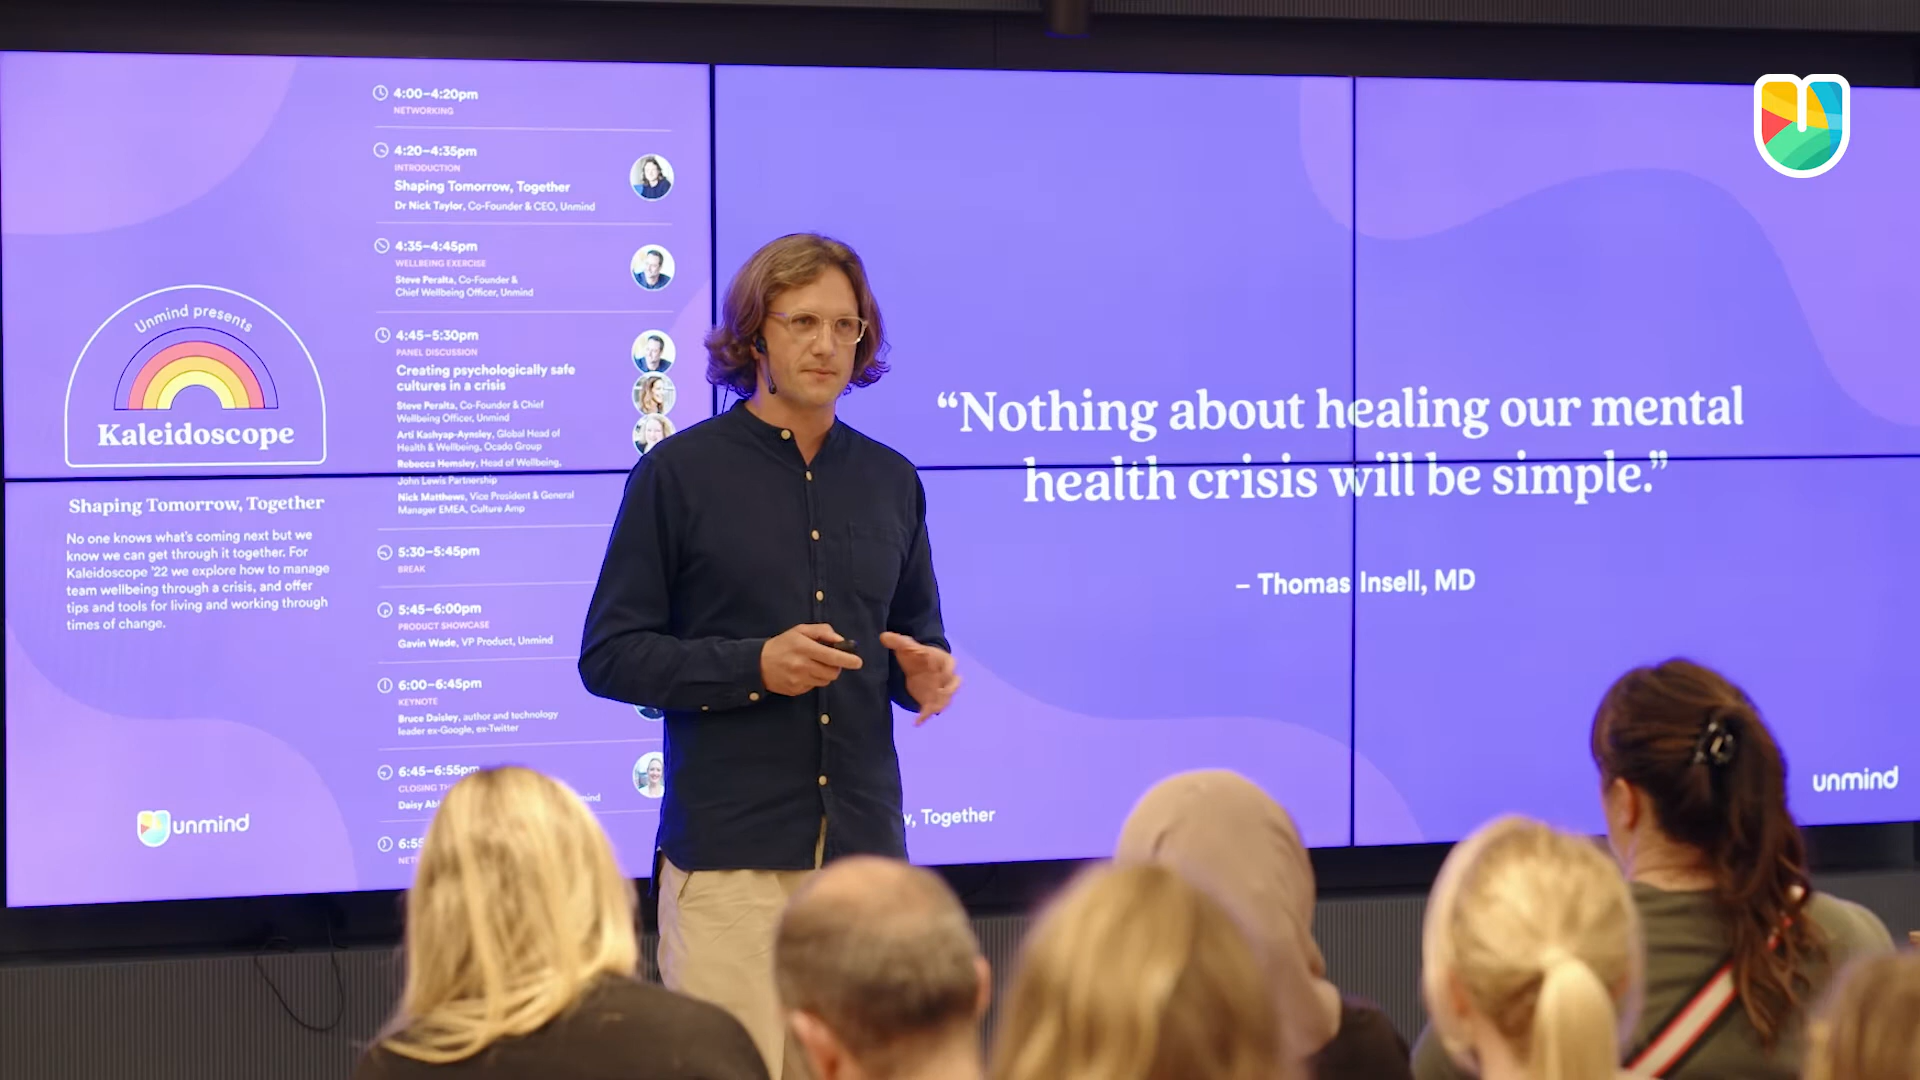 Unmind presents
Kaleidoscope
Shaping Tomorrow, Together
No one knows what's coming next but we
know we can get through it together. For
Kaleidoscope '22 we explore how to manage
team wellbeing through a crisis, and offer
tips and tools for living and working through
times of change.
unmind
4:00–4:20pm
NETWORKING
4:20–4:35pm
INTRODUCTION
Shaping Tomorrow, Together
Dr Nick Taylor, Co-Founder & CEO, Unmind
4:35–4:45pm
WELLBEING EXERCISE
Steve Peralta, Co-Founder &
Chief Wellbeing Officer, Unmind
4:45–5:30pm
PANEL DISCUSSION
Creating psychologically safe
cultures in a crisis
Steve Peralta, Co-Founder & Chief
Wellbeing Officer, Unmind
Arti Kashyap-Aynsley, Global Head of
Health & Wellbeing, Ocado Group
Rebecca Hemsley, Head of Wellbeing,
John Lewis Partnership
Nick Matthews, Vice President & General
Manager EMEA, Culture Amp
5:30–5:45pm
BREAK
5:45–6:00pm
PRODUCT SHOWCASE
Gavin Wade, VP Product, Unmind
6:00–6:45pm
KEYNOTE
Bruce Daisley, author and technology
leader ex-Google, ex-Twitter
6:45–6:55pm
CLOSING
Daisy
“Nothing about healing our mental
health crisis will be simple.”
– Thomas Insell, MD
Together
unmind